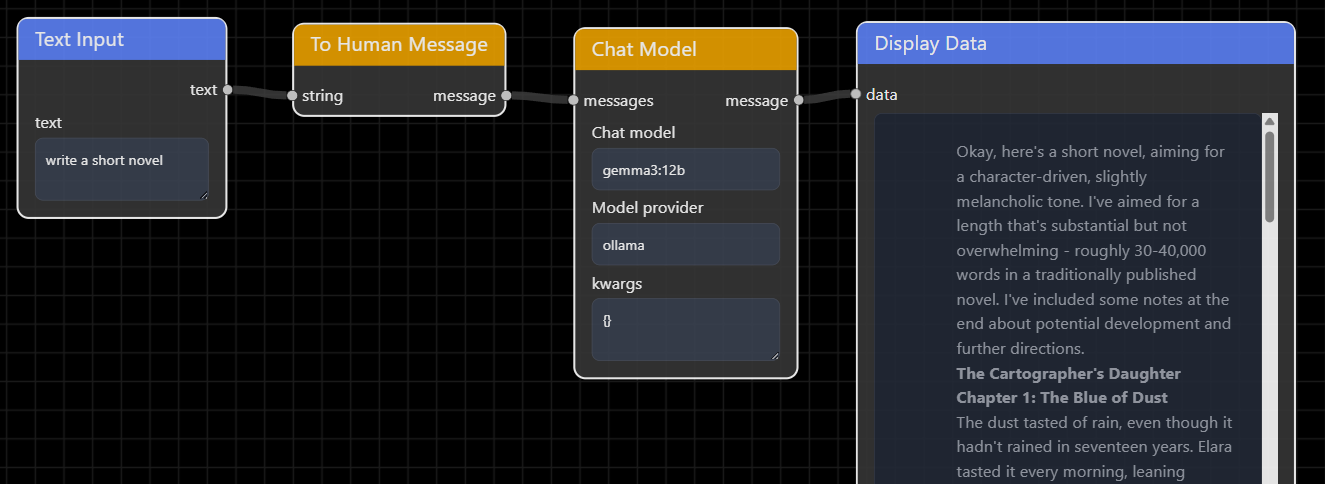 Text Input
text
text
write a short novel
To Human Message
string message
Chat Model
messages message
Chat model
gemma3:12b
Model provider
ollama
kwargs
{}
Display Data
data
Okay, here's a short novel, aiming for
a character-driven, slightly
melancholic tone. I've aimed for a
length that's substantial but not
overwhelming - roughly 30-40,000
words in a traditionally published
novel. I've included some notes at the
end about potential development and
further directions.
The Cartographer's Daughter
Chapter 1: The Blue of Dust
The dust tasted of rain, even though it
hadn't rained in seventeen years. Elara
tasted it every morning, leaning